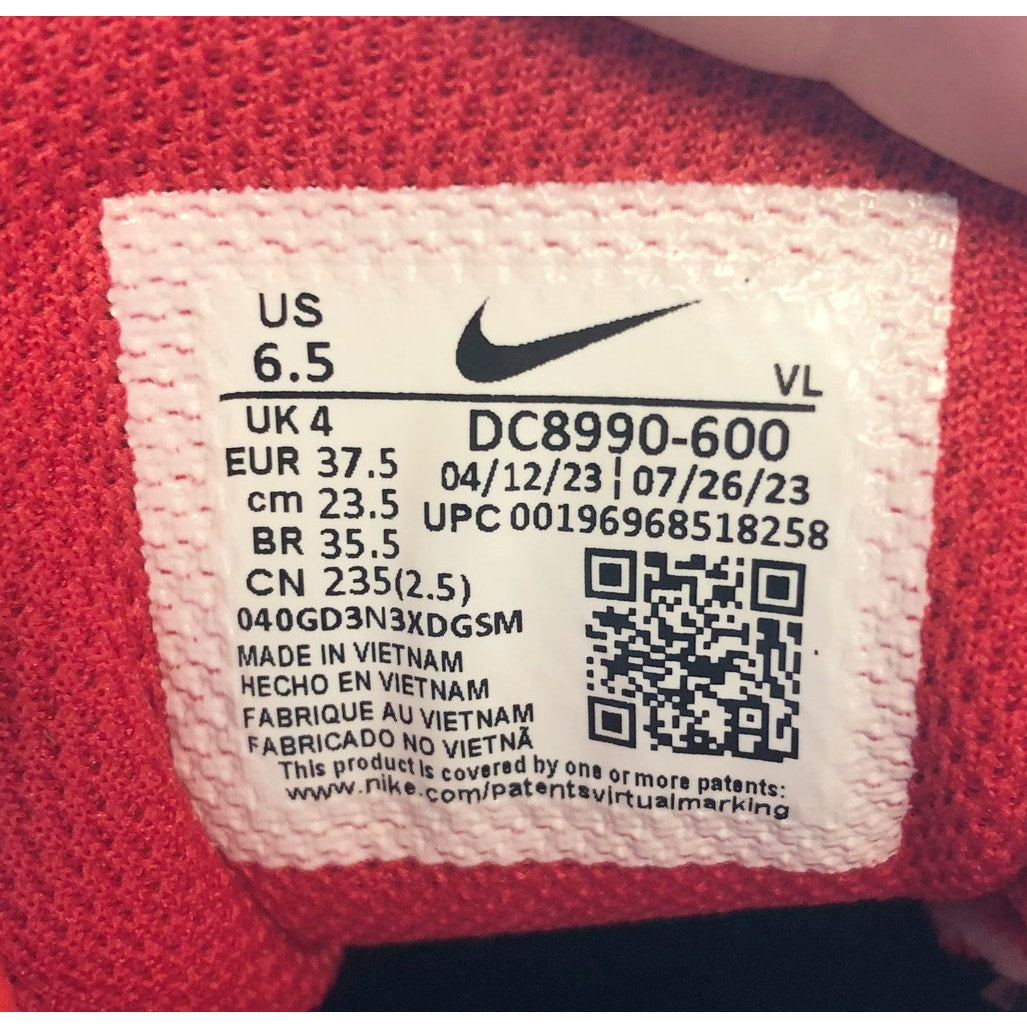 US
6.5
VL
UK 4
EUR 37.5
cm 23.5
BR 35.5
CN 235(2.5)
040GD3N3XDGSM
DC8990-600
04/12/23 ¦ 07/26/23
UPC 00196968518258
MADE IN VIETNAM
HECHO EN VIETNAM
FABRIQUE AU VIETNAM
FABRICADO NO VIETNÃ
This product is covered by one or more patents:
www.nike.com/patentsvirtualmarking